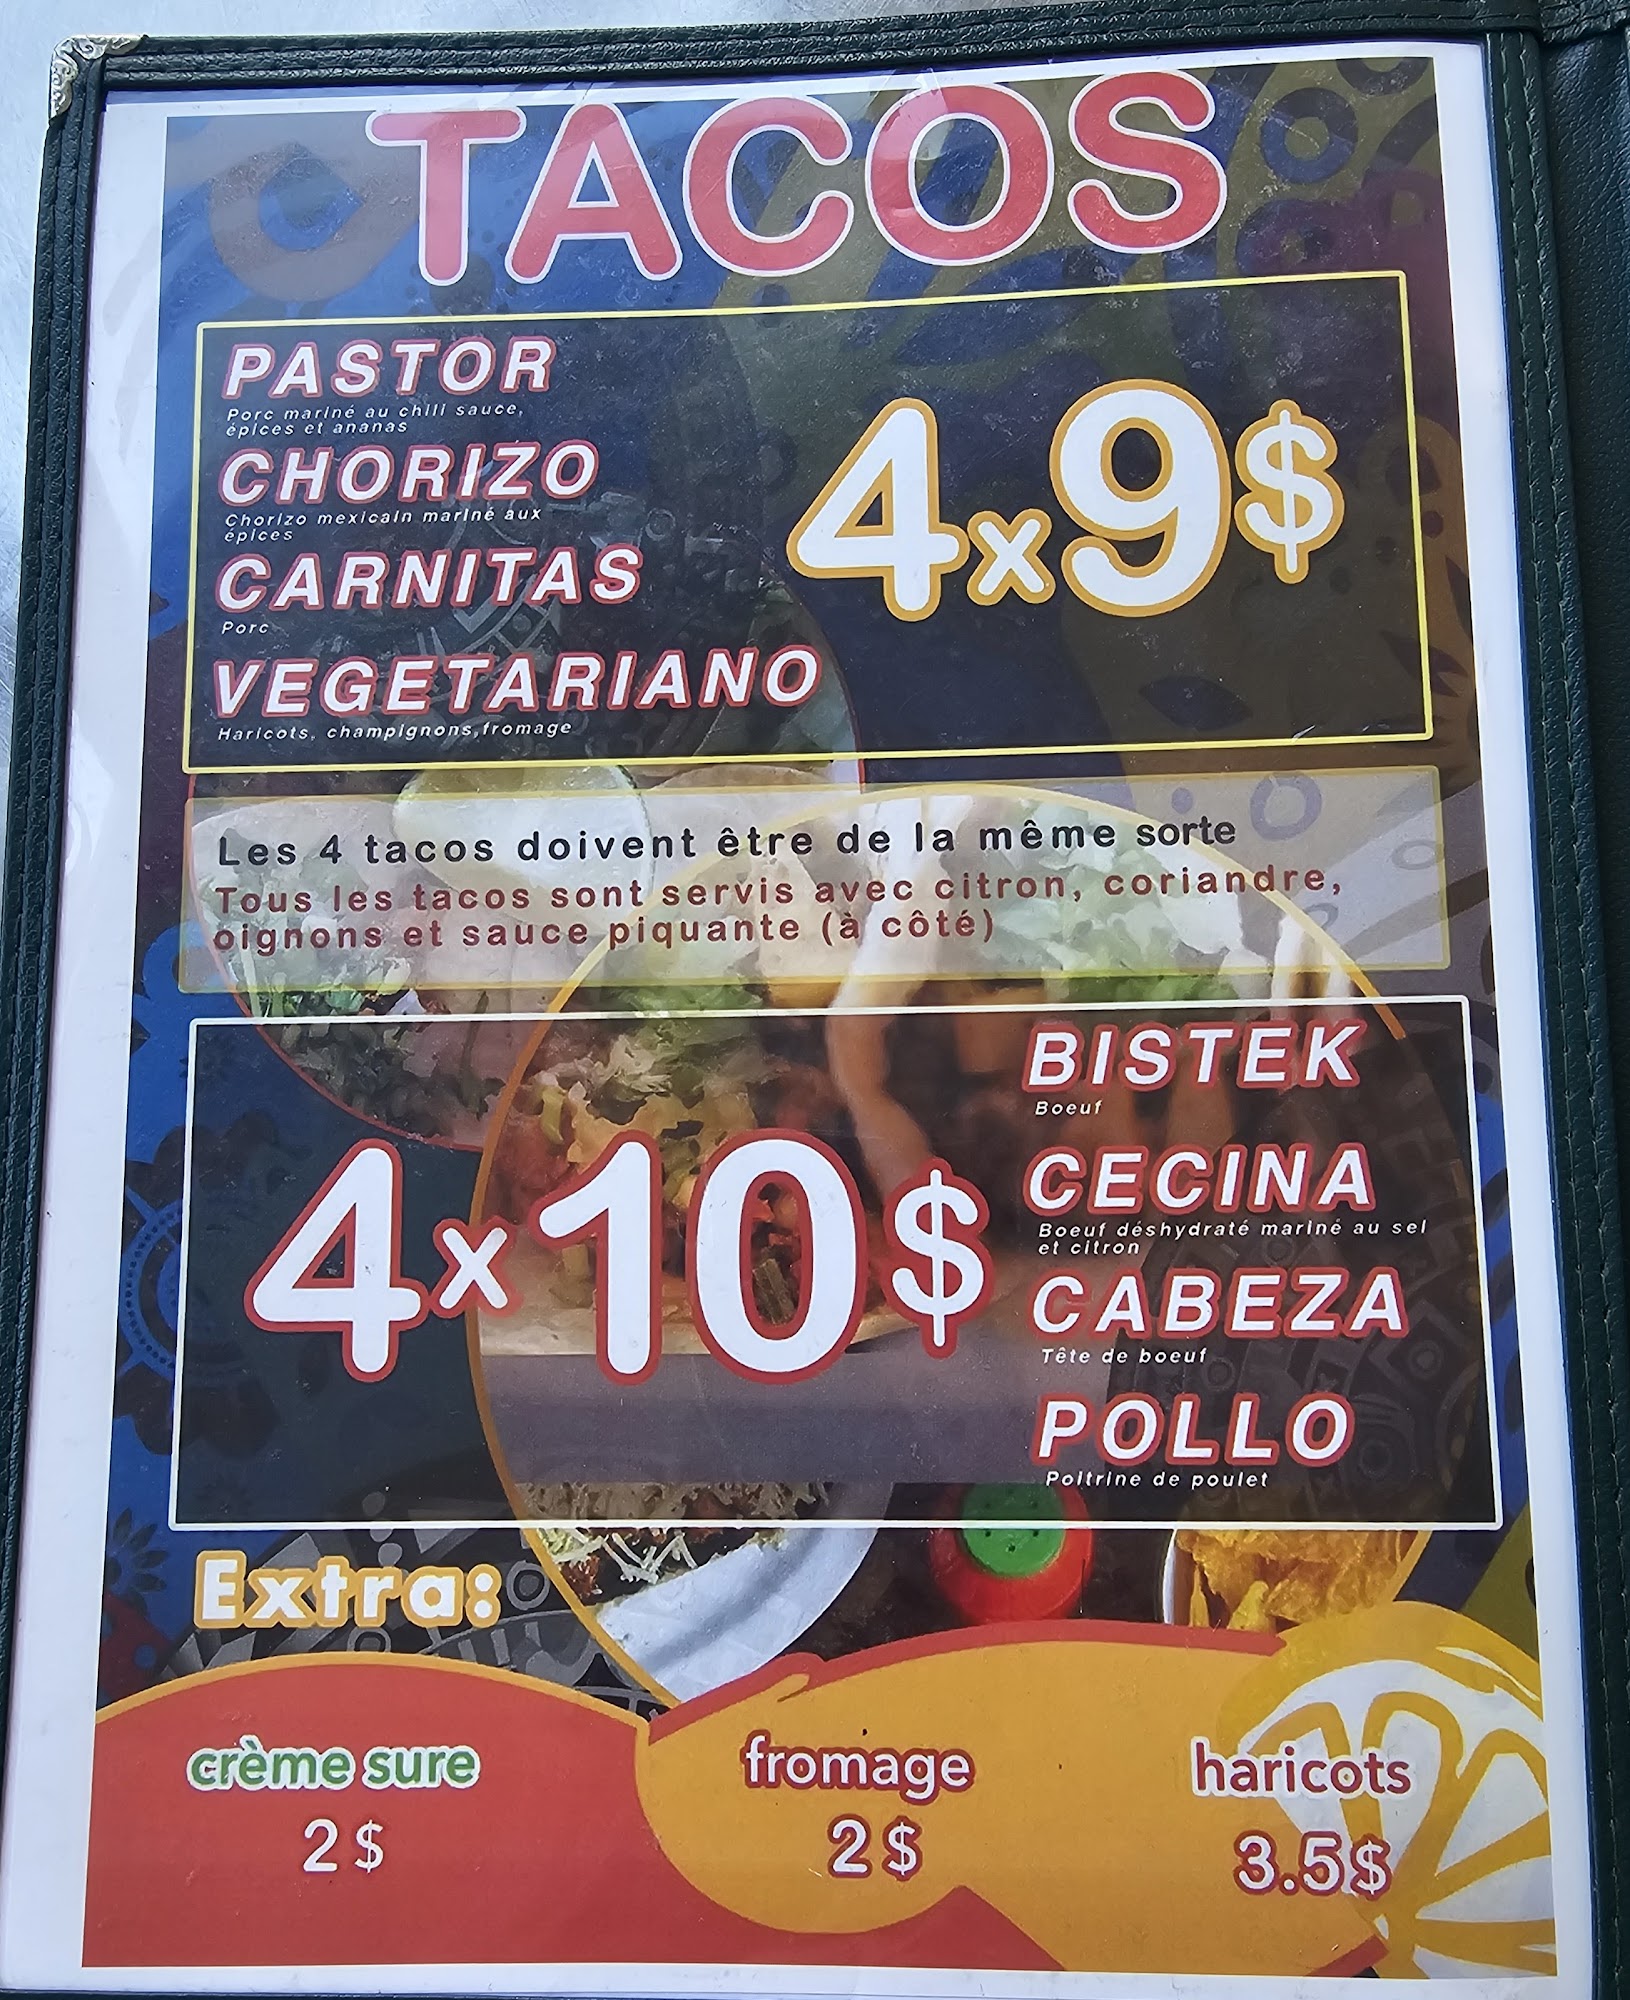 TACOS
PASTOR
Porc mariné au chili sauce,
épices et ananas
CHORIZO
Chorizo mexicain mariné aux
épices
CARNITAS
Porc
VEGETARIANO
Haricots, champignons,fromage
4x9$
Les 4 tacos doivent être de la même sorte
Tous les tacos sont servis avec citron, coriandre,
oignons et sauce piquante (à côté)
4x10$
BISTEK
Boeuf
CECINA
Boeuf déshydraté mariné au sel
et citron
CABEZA
Tête de boeuf
POLLO
Poitrine de poulet
Extra:
crème sure
2$
fromage
2$
haricots
3.5$